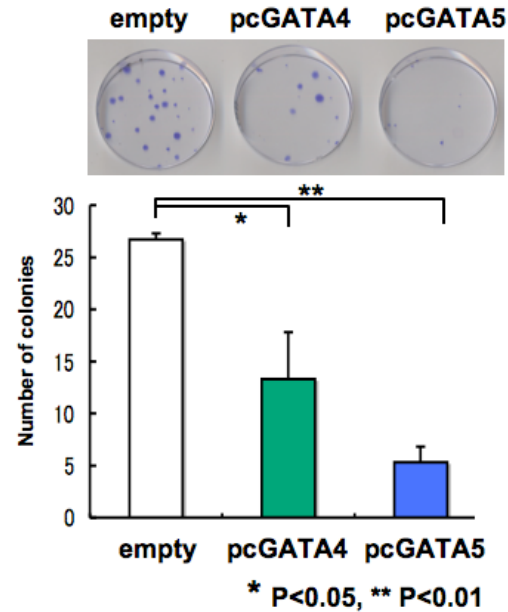 empty pcGATA4 pcGATA5
**
*
30
25
20
15
10
5
0
Number of colonies
empty pcGATA4 pcGATA5
* P<0.05, ** P<0.01